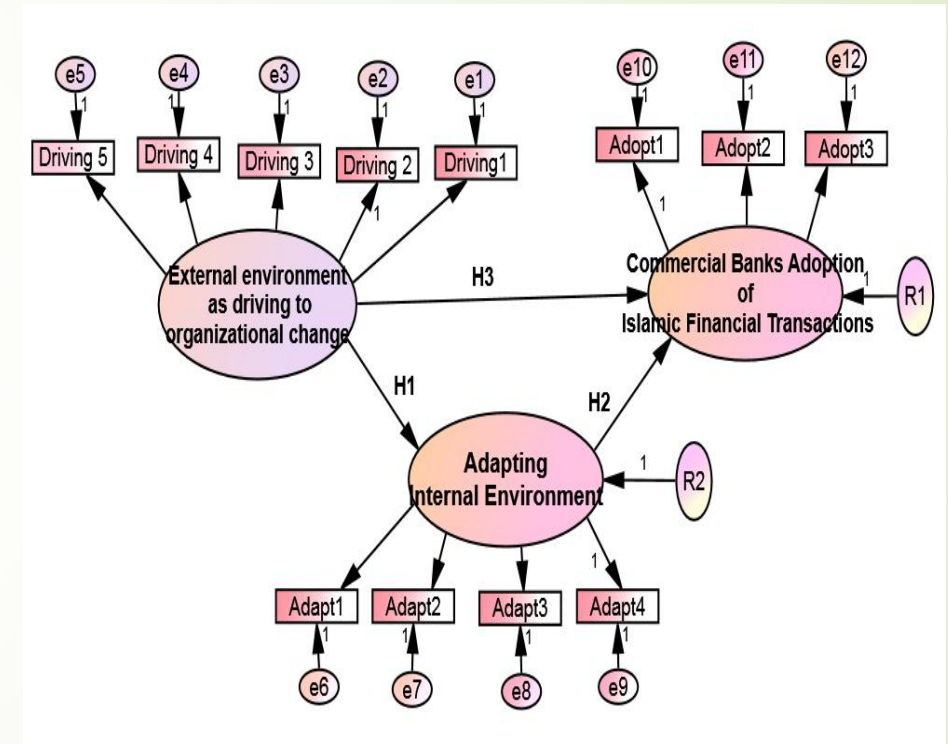 e5
e4
e3
e2
e1
e10
e11
e12
1
1
1
1
1
1
1
1
Driving 5
Driving 4
Driving 3
Driving 2
Driving1
Adopt1
Adopt2
Adopt3
1
1
External environment
as driving to
organizational change
H3
Commercial Banks Adoption
of
Islamic Financial Transactions
1
R1
H1
H2
Adapting
Internal Environment
1
R2
1
Adapt1
Adapt2
Adapt3
Adapt4
1
1
1
1
e6
e7
e8
e9